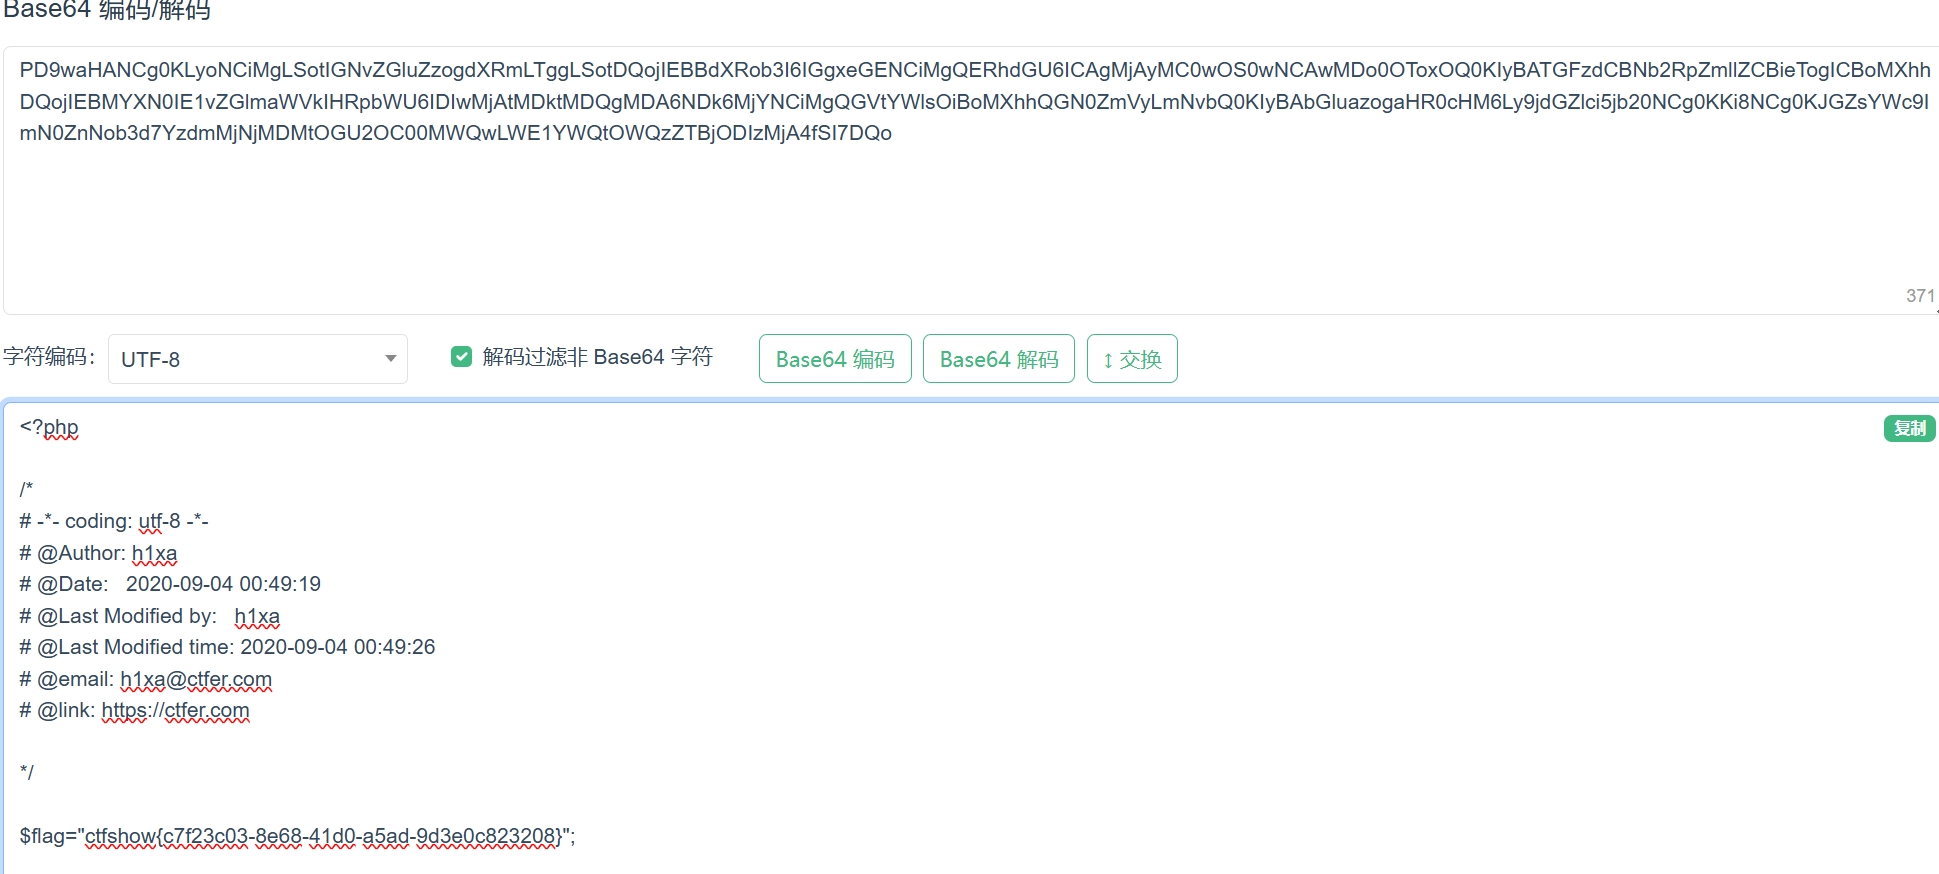 Base64 编码/解码
PD9waHANCg0KLyoNCiMgLSotIGNvZGluZzogdXRmLTggLSotDQojIEBBdXRob3I6IGgxeGENCiMgQERhdGU6ICAgMjAyMC0wOS0wNCAwMDo0OToxOQ0KIyBATGFzdCBNb2RpZmllZCBieTogICBoMXhh
DQojIEBMYXN0IE1vZGlmaWVkIHRpbWU6IDIwMjAtMDktMDQgMDA6NDk6MjYNCiMgQGVtYWlsOiBoMXhhQGN0ZmVyLmNvbQ0KIyBAbGluazogaHR0cHM6Ly9jdGZlci5jb20NCg0KKi8NCg0KJGZsYWc9I
mN0ZnNob3d7YzdmMjNjMDMtOGU2OC00MWQwLWE1YWQtOWQzZTBjODIzMjA4fSI7DQo
371
字符编码： UTF-8 解码过滤非 Base64 字符 Base64 编码 Base64 解码 ↕ 交换
<?php
复制
/*
# -*- coding: utf-8 -*-
# @Author: h1xa
# @Date:   2020-09-04 00:49:19
# @Last Modified by:   h1xa
# @Last Modified time: 2020-09-04 00:49:26
# @email: h1xa@ctfer.com
# @link: https://ctfer.com
*/
$flag="ctfshow{c7f23c03-8e68-41d0-a5ad-9d3e0c823208}";